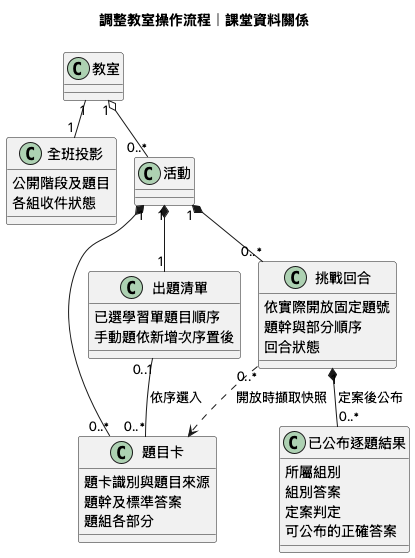 調整教室操作流程｜課堂資料關係
C 教室
1
1
1
0..*
C 全班投影
公開階段及題目
各組收件狀態
C 活動
1
1
1
1
0..*
C 出題清單
已選學習單題目順序
手動題依新增次序置後
C 挑戰回合
依實際開放固定題號
題幹與部分順序
回合狀態
0..1
依序選入
0..*
0..*
0..*
開放時擷取快照
1
定案後公布
0..*
C 題目卡
題卡識別與題目來源
題幹及標準答案
題組各部分
C 已公布逐題結果
所屬組別
組別答案
定案判定
可公布的正確答案